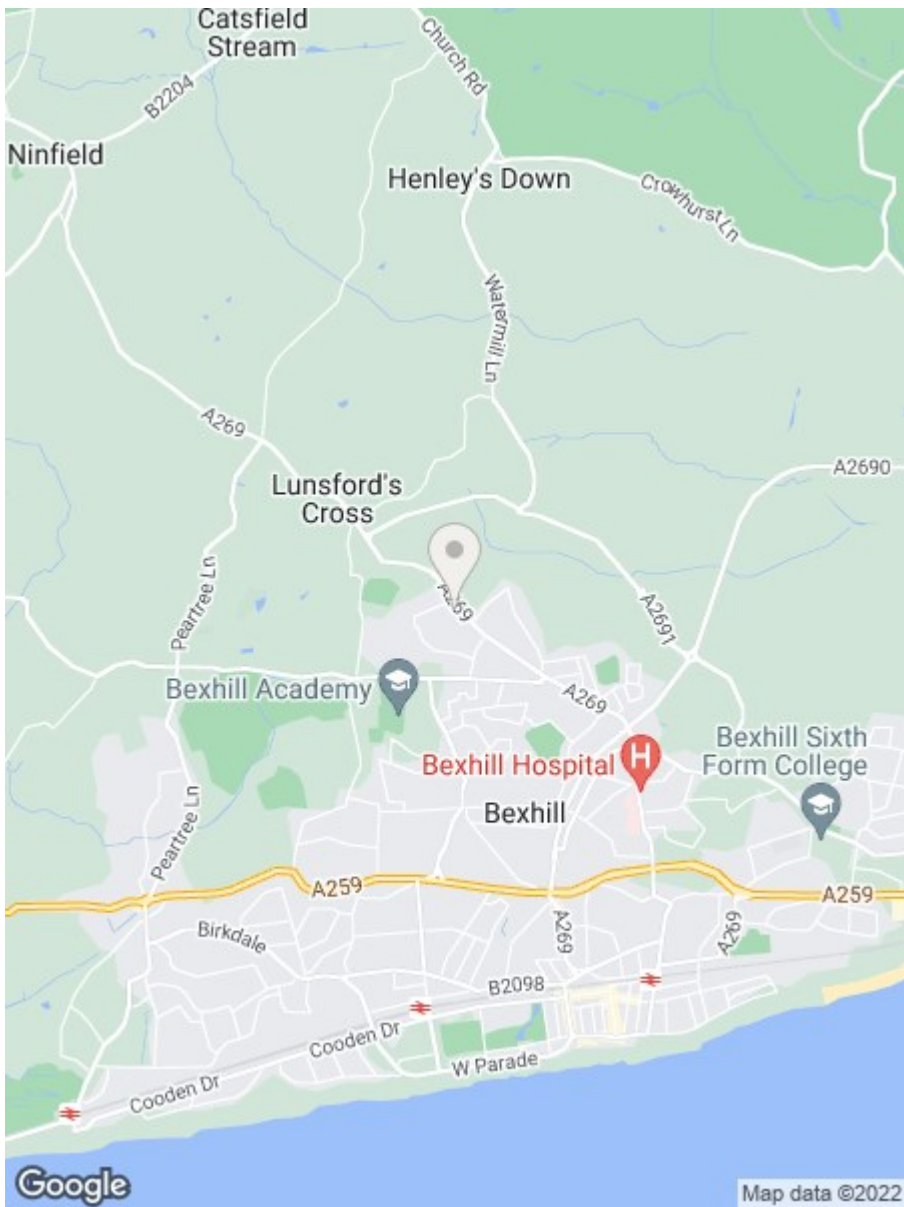 Catsfield
Stream
Church Rd
B2204
Ninfield
Henley's Down
Crowhurst Ln
Watermill Ln
A269
A2690
Lunsford's
Cross
Peartree Ln
A269
A2691
Bexhill Academy
A269
Bexhill Hospital
H
Bexhill Sixth
Form College
Bexhill
Peartree Ln
A259
A259
Birkdale
A269
A269
B2098
Cooden Dr
W Parade
Cooden Dr
Google
Map data ©2022